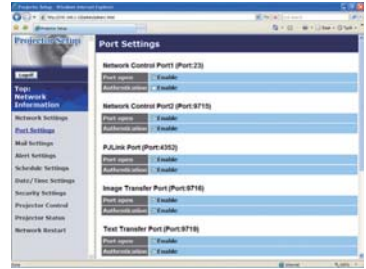 Projector Setup
Logoff
Top:
Network
Information
Network Settings
Port Settings
Mail Settings
Alert Settings
Schedule Settings
Date/Time Settings
Security Settings
Projector Control
Projector Status
Network Restart
Port Settings
Network Control Port1 (Port:23)
Port open Enable
Authentication Enable
Network Control Port2 (Port:9715)
Port open Enable
Authentication Enable
PJLink Port (Port:4352)
Port open Enable
Authentication Enable
Image Transfer Port (Port:9716)
Port open Enable
Authentication Enable
Text Transfer Port (Port:9718)
Port open Enable
Authentication Enable